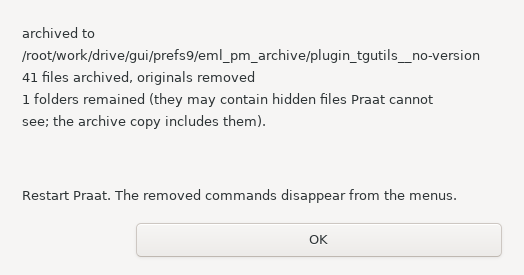 archived to
/root/work/drive/gui/prefs9/eml_pm_archive/plugin_tgutils__no-version
41 files archived, originals removed
1 folders remained (they may contain hidden files Praat cannot
see; the archive copy includes them).
Restart Praat. The removed commands disappear from the menus.
OK